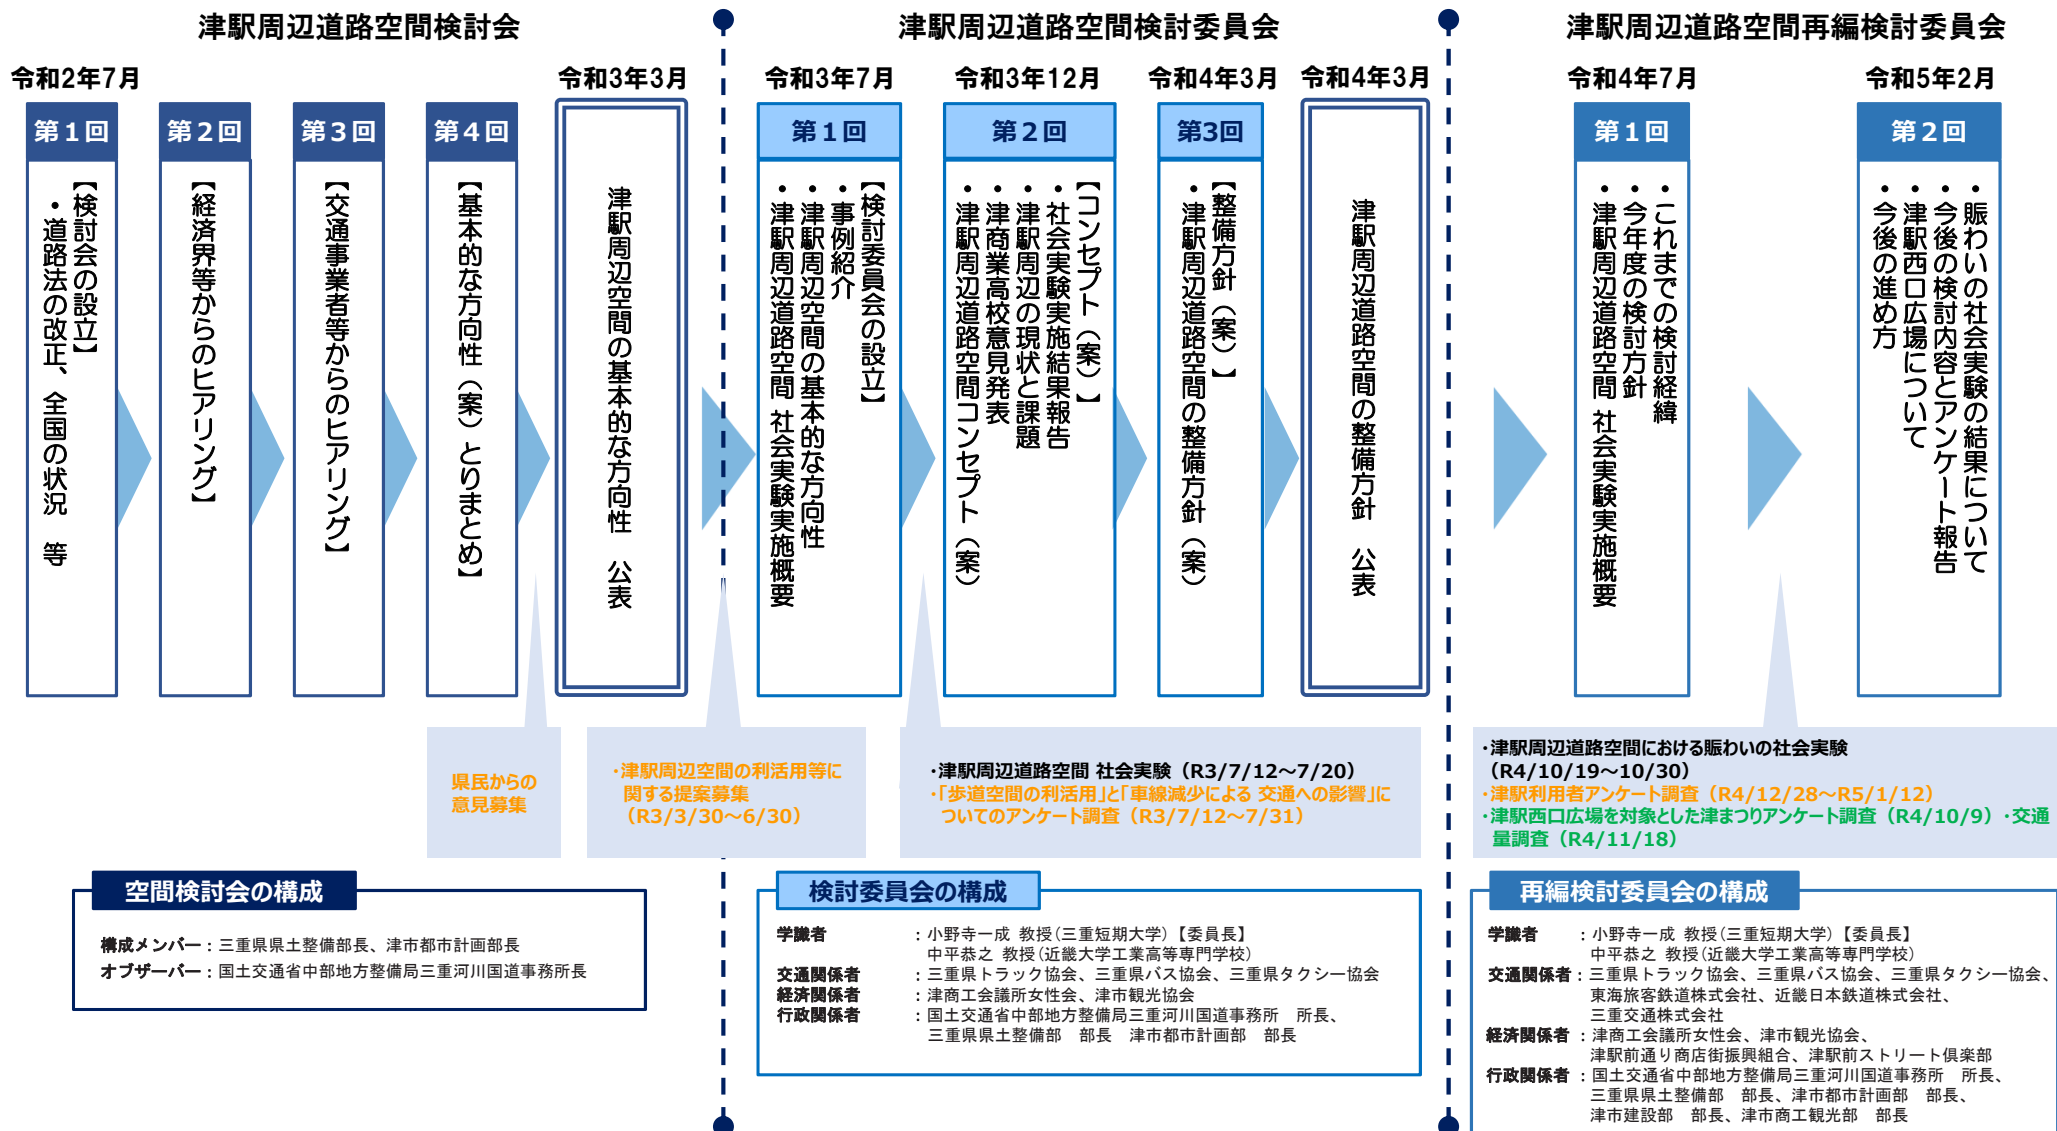 津駅周辺道路空間検討会
令和2年7月
令和3年3月
第1回
【検討会の設立】
・道路法の改正、全国の状況　等
第2回
【経済界等からのヒアリング】
第3回
【交通事業者等からのヒアリング】
第4回
【基本的な方向性（案）とりまとめ】
津駅周辺空間の基本的な方向性　公表
県民からの
意見募集
・津駅周辺空間の利活用等に
関する提案募集
（R3/3/30～6/30）
空間検討会の構成
構成メンバー：三重県県土整備部長、津市都市計画部長
オブザーバー：国土交通省中部地方整備局三重河川国道事務所長
津駅周辺道路空間検討委員会
令和3年7月
令和3年12月
令和4年3月
令和4年3月
第1回
【検討委員会の設立】
・事例紹介
・津駅周辺空間の基本的な方向性
・津駅周辺道路空間 社会実験実施概要
第2回
【コンセプト（案）】
・社会実験実施結果報告
・津駅周辺の現状と課題
・津商業高校意見発表
・津駅周辺道路空間コンセプト（案）
第3回
【整備方針（案）】
・津駅周辺道路空間の整備方針（案）
津駅周辺道路空間の整備方針　公表
・津駅周辺道路空間 社会実験（R3/7/12～7/20）
・「歩道空間の利活用」と「車線減少による 交通への影響」に
ついてのアンケート調査（R3/7/12～7/31）
検討委員会の構成
学識者　：小野寺一成 教授（三重短期大学）【委員長】
中平恭之 教授（近畿大学工業高等専門学校）
交通関係者　：三重県トラック協会、三重県バス協会、三重県タクシー協会
経済関係者　：津商工会議所女性会、津市観光協会
行政関係者　：国土交通省中部地方整備局三重河川国道事務所　所長、
三重県県土整備部　部長　津市都市計画部　部長
津駅周辺道路空間再編検討委員会
令和4年7月
令和5年2月
第1回
・これまでの検討経緯
・今年度の検討方針
・津駅周辺道路空間 社会実験実施概要
第2回
・賑わいの社会実験の結果について
・今後の検討内容とアンケート報告
・津駅西口広場について
・今後の進め方
・津駅周辺道路空間における賑わいの社会実験
（R4/10/19～10/30）
・津駅利用者アンケート調査（R4/12/28～R5/1/12）
・津駅西口広場を対象とした津まつりアンケート調査（R4/10/9）・交通
量調査（R4/11/18）
再編検討委員会の構成
学識者　：小野寺一成 教授（三重短期大学）【委員長】
中平恭之 教授（近畿大学工業高等専門学校）
交通関係者：三重県トラック協会、三重県バス協会、三重県タクシー協会、
東海旅客鉄道株式会社、近畿日本鉄道株式会社、
三重交通株式会社
経済関係者：津商工会議所女性会、津市観光協会、
津駅前通り商店街振興組合、津駅前ストリート倶楽部
行政関係者：国土交通省中部地方整備局三重河川国道事務所　所長、
三重県県土整備部　部長、津市都市計画部　部長、
津市建設部　部長、津市商工観光部　部長